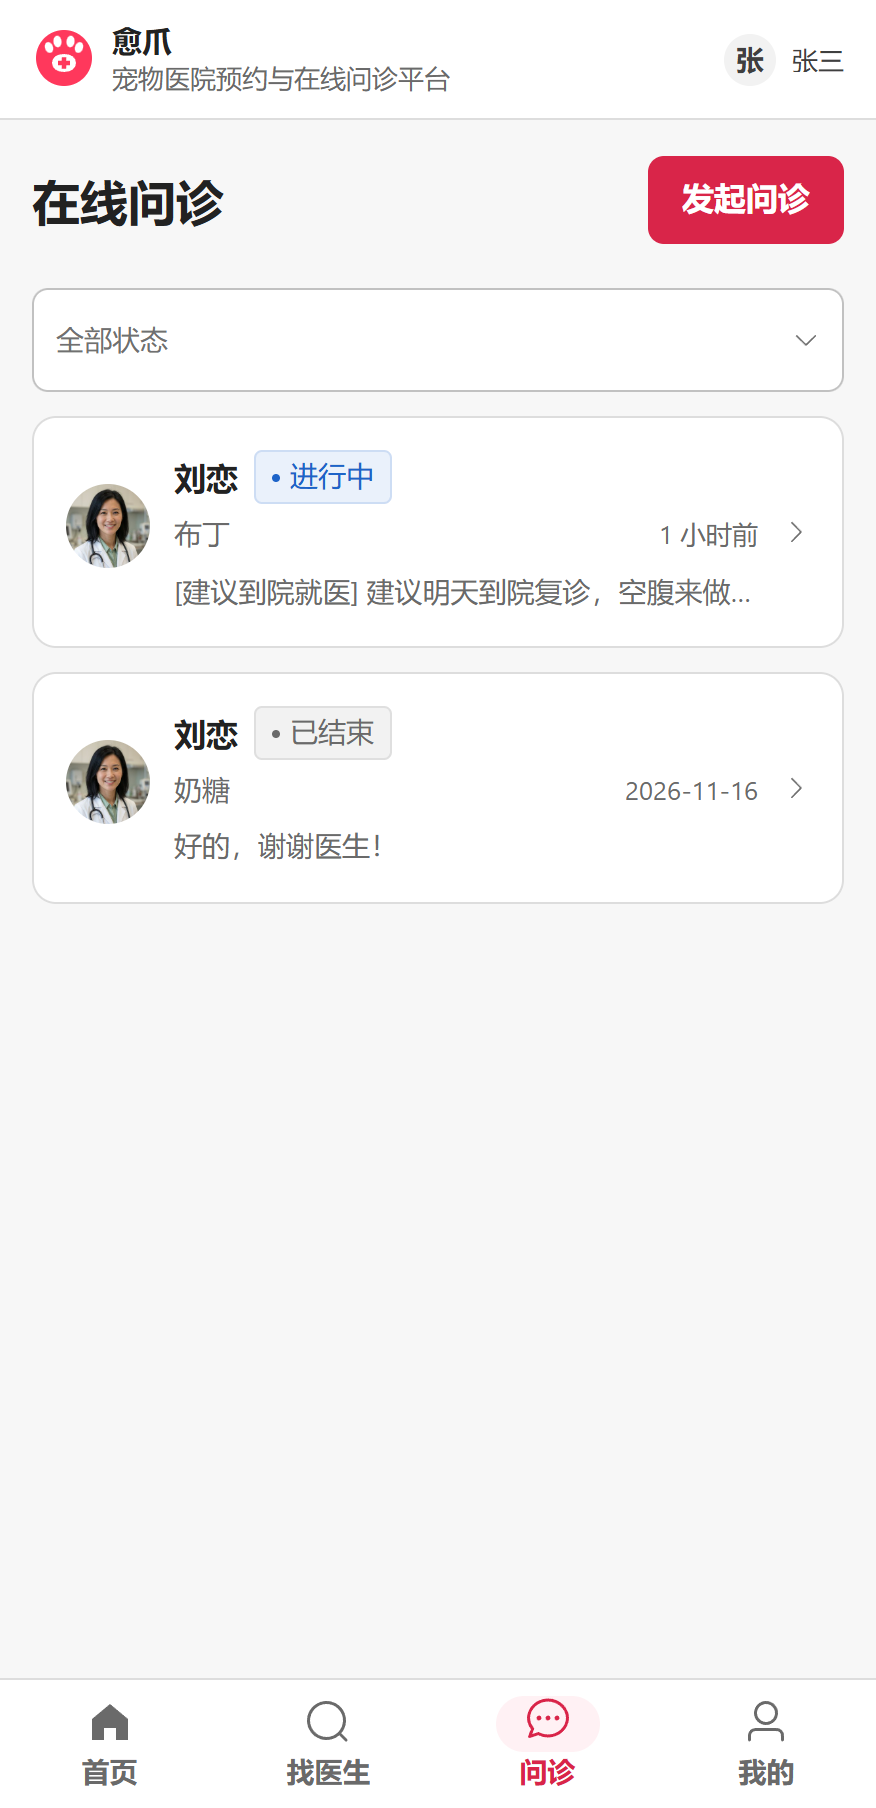 愈爪
宠物医院预约与在线问诊平台
张 张三
在线问诊
发起问诊
全部状态
刘恋 进行中
布丁
1 小时前
[建议到院就医] 建议明天到院复诊，空腹来做...
刘恋 已结束
奶糖
2026-11-16
好的，谢谢医生！
首页 找医生 问诊 我的